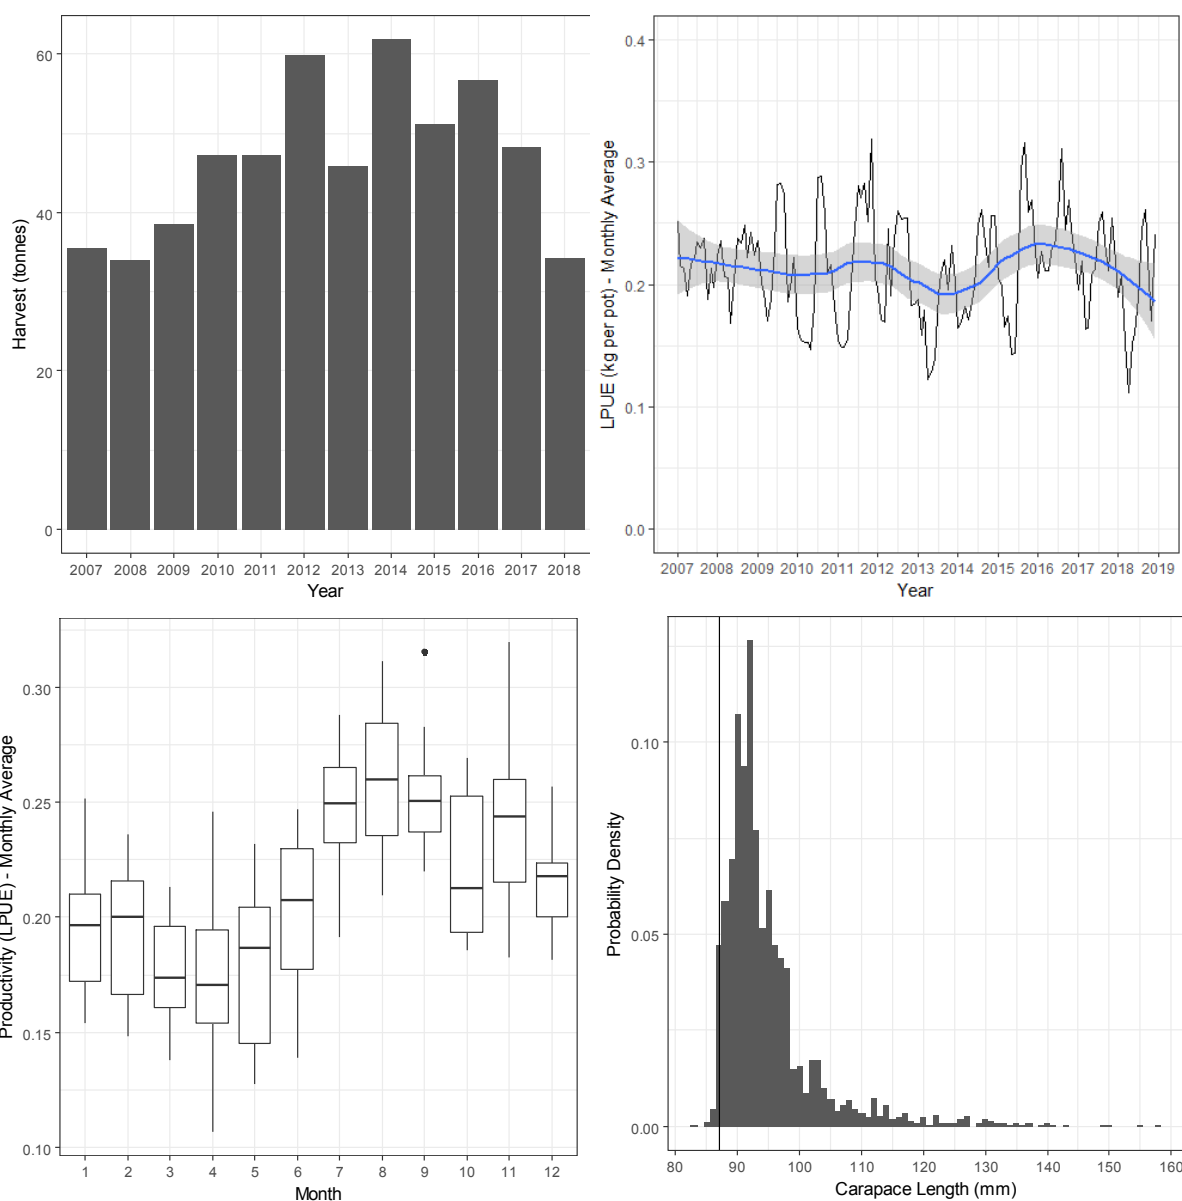 60
40
20
0
Harvest (tonnes)
2007 2008 2009 2010 2011 2012 2013 2014 2015 2016 2017 2018
Year
0.4
0.3
0.2
0.1
0.0
LPUE (kg per pot) - Monthly Average
2007 2008 2009 2010 2011 2012 2013 2014 2015 2016 2017 2018 2019
Year
0.30
0.25
0.20
0.15
0.10
Productivity (LPUE) - Monthly Average
1 2 3 4 5 6 7 8 9 10 11 12
Month
0.10
0.05
0.00
Probability Density
80 90 100 110 120 130 140 150 160
Carapace Length (mm)